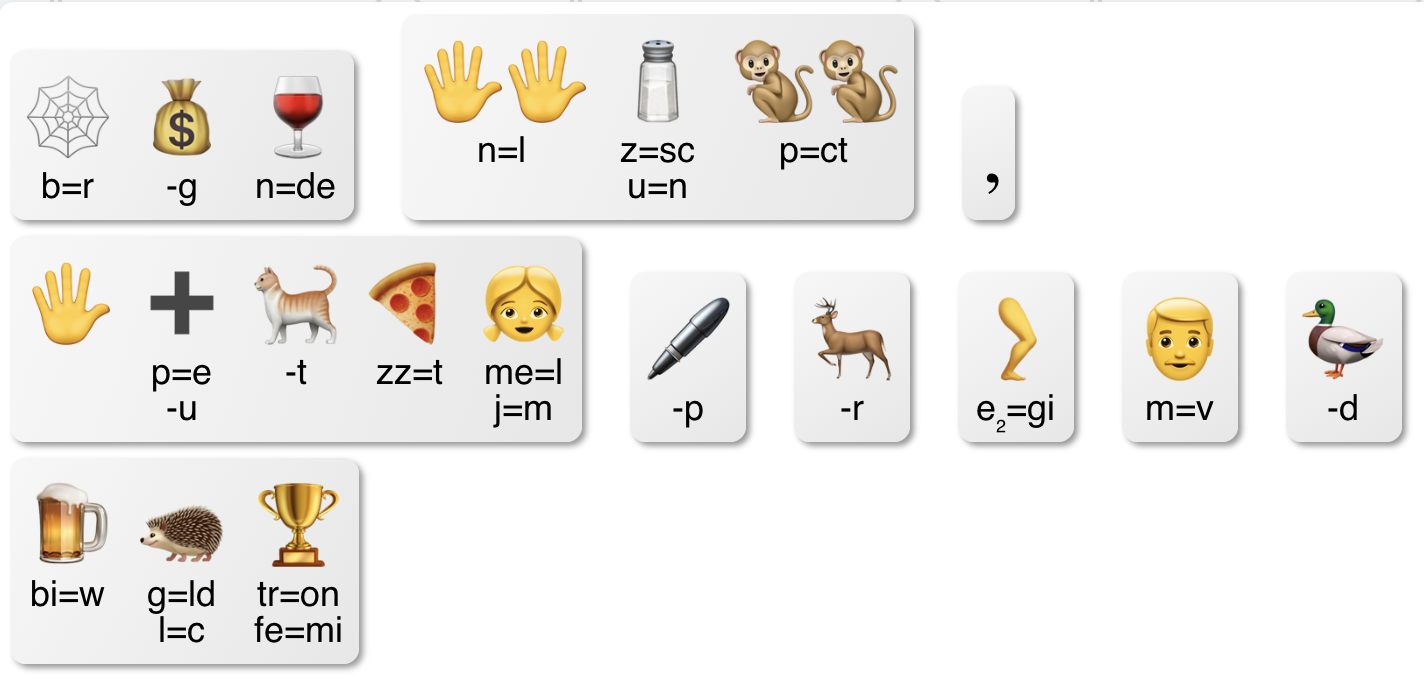 n=l z=sc p=ct
b=r -g n=de u=n ,
p=e -t zz=t me=l
-u j=m -p -r e₂=gi m=v -d
bi=w g=ld tr=on
l=c fe=mi